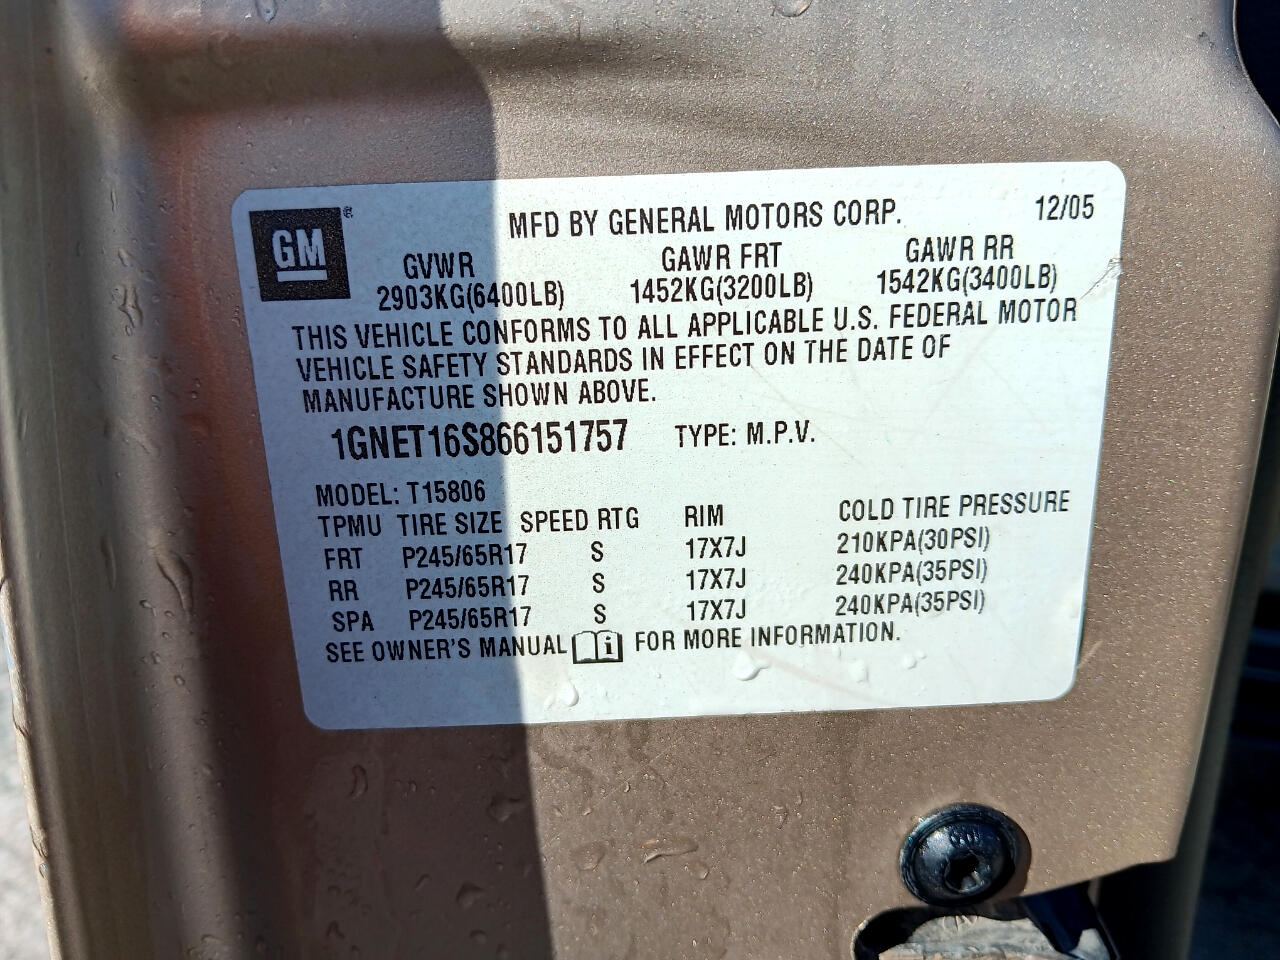 GM®
MFD BY GENERAL MOTORS CORP. 12/05
GVWR GAWR FRT GAWR RR
2903KG(6400LB) 1452KG(3200LB) 1542KG(3400LB)
THIS VEHICLE CONFORMS TO ALL APPLICABLE U.S. FEDERAL MOTOR
VEHICLE SAFETY STANDARDS IN EFFECT ON THE DATE OF
MANUFACTURE SHOWN ABOVE.
1GNET16S866151757 TYPE: M.P.V.
MODEL: T15806
TPMU TIRE SIZE SPEED RTG RIM COLD TIRE PRESSURE
FRT P245/65R17 S 17X7J 210KPA(30PSI)
RR P245/65R17 S 17X7J 240KPA(35PSI)
SPA P245/65R17 S 17X7J 240KPA(35PSI)
SEE OWNER'S MANUAL i FOR MORE INFORMATION.